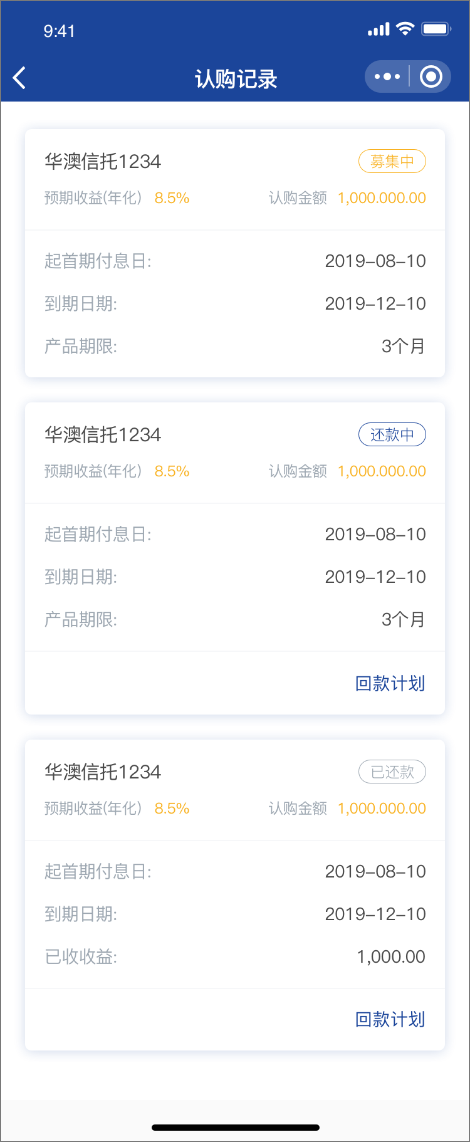 9:41
认购记录
华澳信托1234 募集中
预期收益(年化) 8.5% 认购金额 1,000.000.00
起首期付息日: 2019-08-10
到期日期: 2019-12-10
产品期限: 3个月
华澳信托1234 还款中
预期收益(年化) 8.5% 认购金额 1,000.000.00
起首期付息日: 2019-08-10
到期日期: 2019-12-10
产品期限: 3个月
回款计划
华澳信托1234 已还款
预期收益(年化) 8.5% 认购金额 1,000.000.00
起首期付息日: 2019-08-10
到期日期: 2019-12-10
已收收益: 1,000.00
回款计划